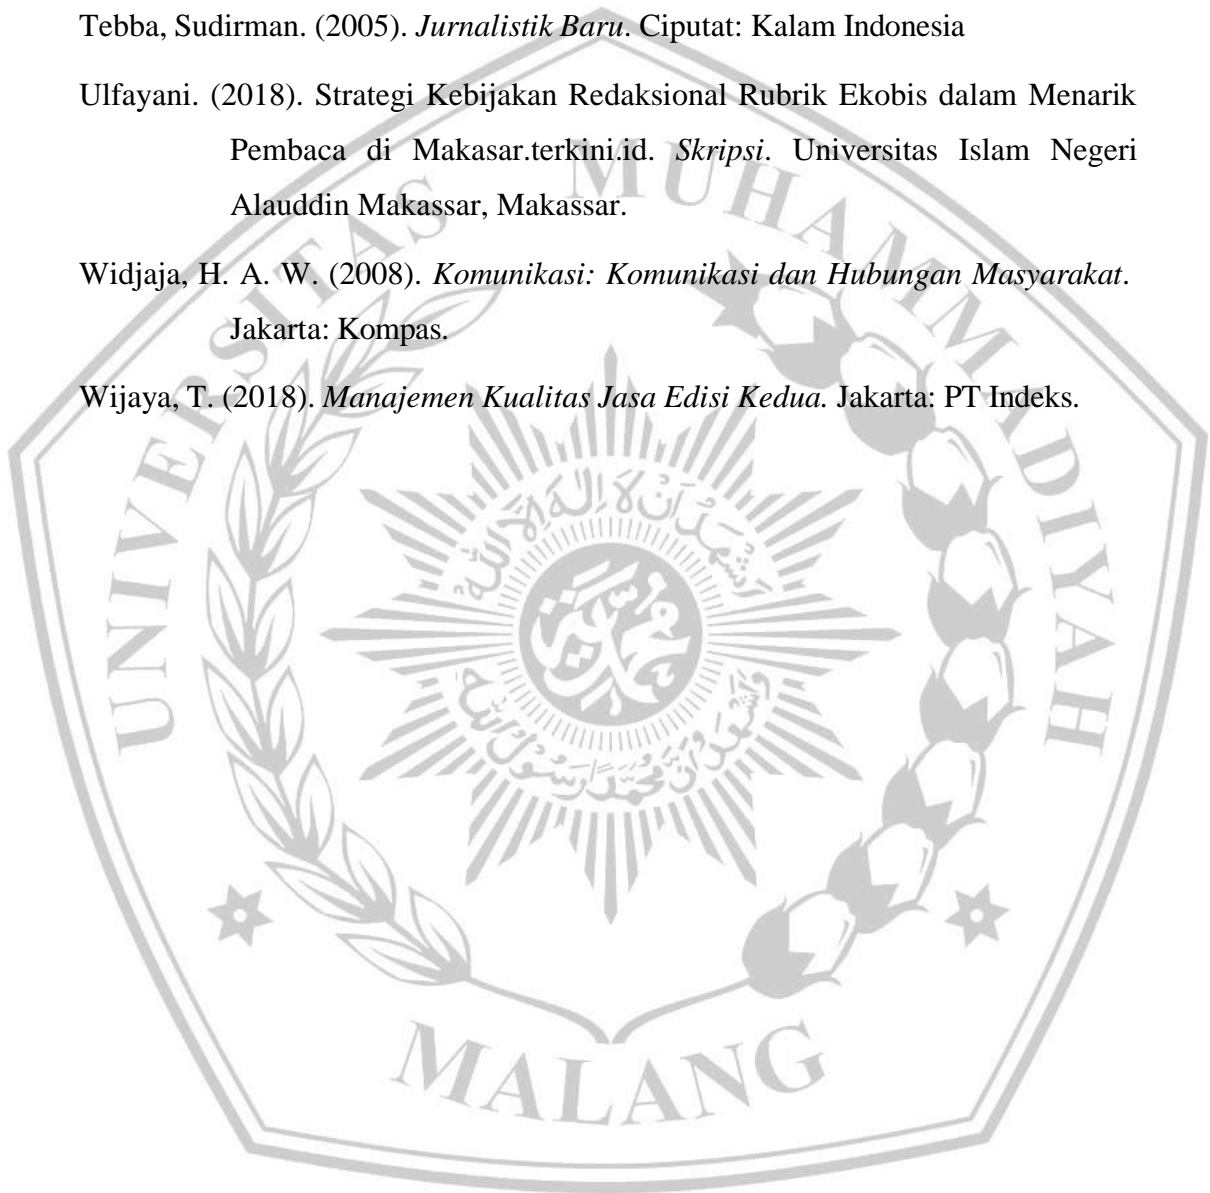 Tebba, Sudirman. (2005). Jurnalistik Baru. Ciputat: Kalam Indonesia
Ulfayani. (2018). Strategi Kebijakan Redaksional Rubrik Ekobis dalam Menarik
Pembaca di Makasar.terkini.id. Skripsi. Universitas Islam Negeri
Alauddin Makassar, Makassar.
Widjaja, H. A. W. (2008). Komunikasi: Komunikasi dan Hubungan Masyarakat.
Jakarta: Kompas.
Wijaya, T. (2018). Manajemen Kualitas Jasa Edisi Kedua. Jakarta: PT Indeks.
UNIVERSITAS MUHAMMADIYAH
MALANG